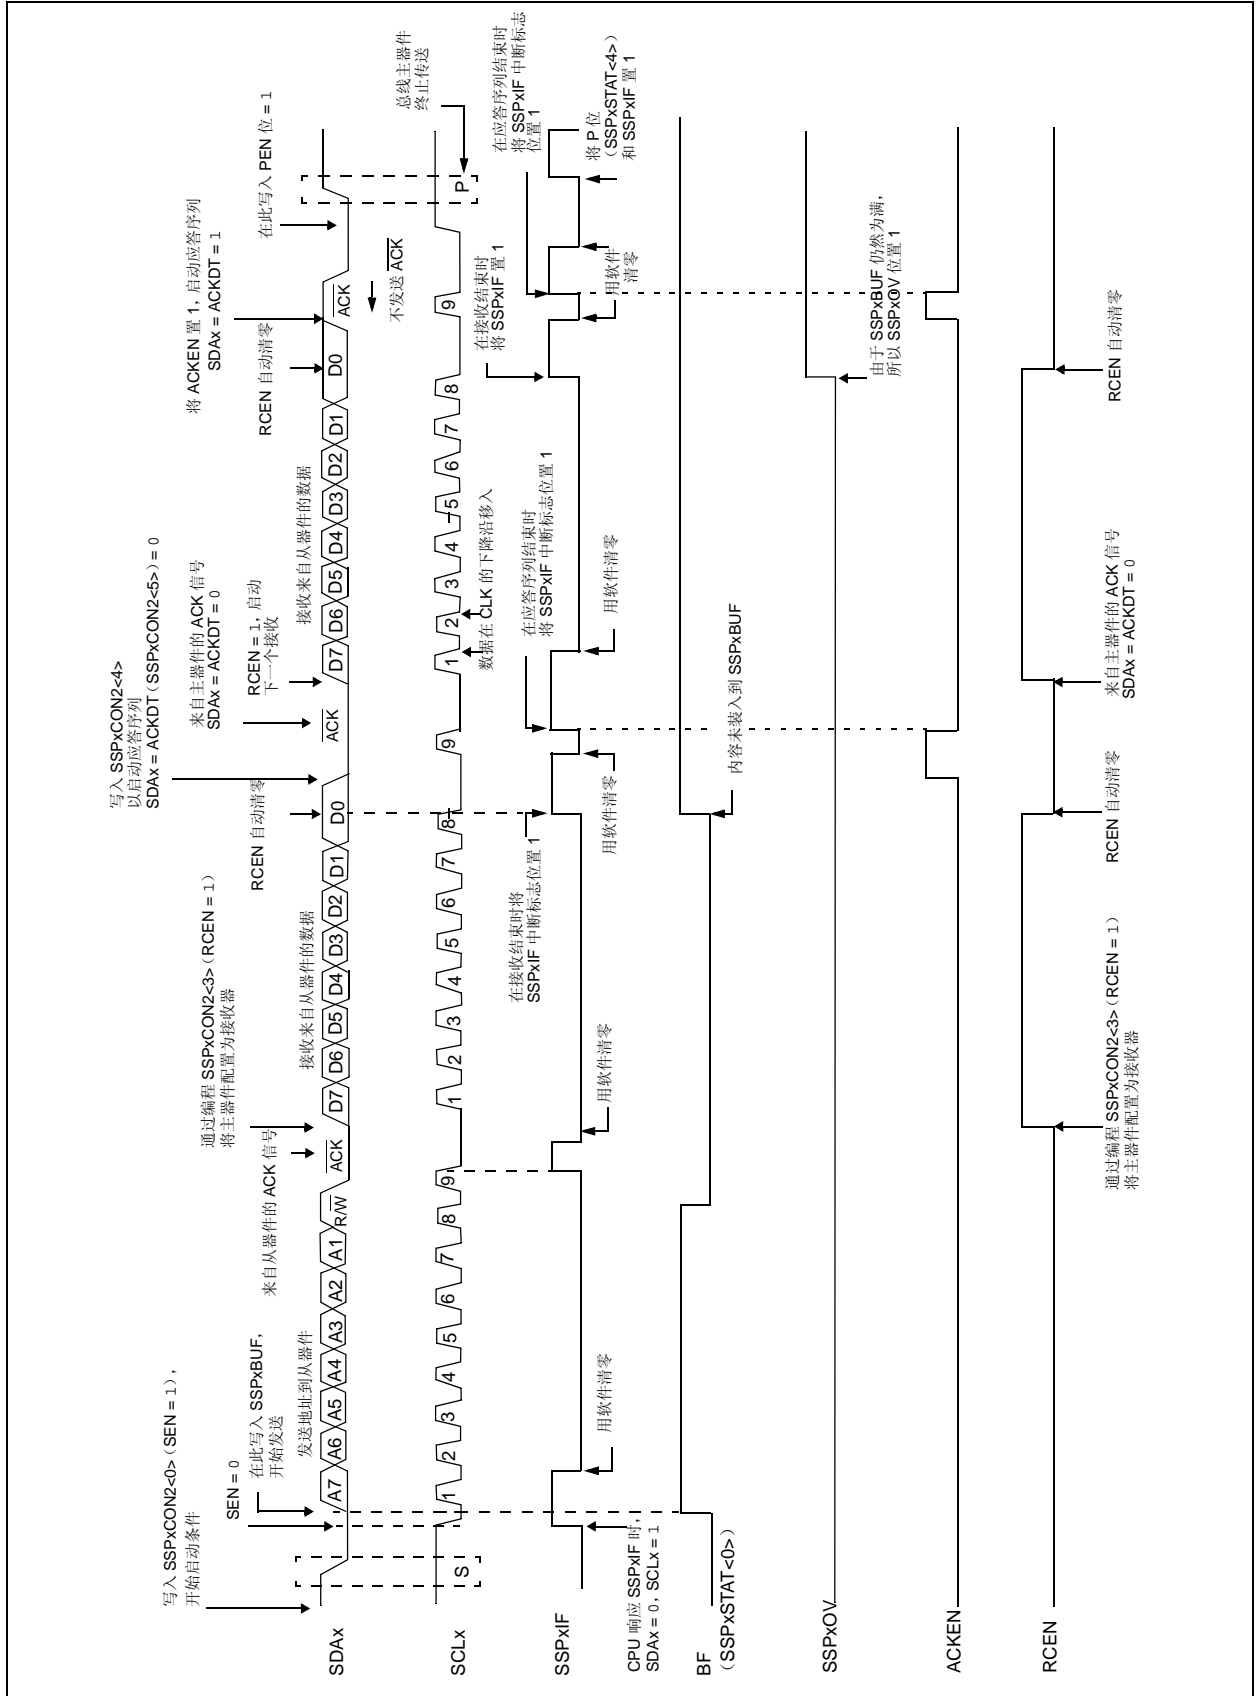 写入 SSPxCON2<0>（SEN = 1），
开始启动条件
SEN = 0
在此写入 SSPxBUF，
开始发送
发送地址到从器件
来自从器件的 ACK 信号
通过编程 SSPxCON2<3>（RCEN = 1）
将主器件配置为接收器
接收来自从器件的数据
RCEN 自动清零
写入 SSPxCON2<4>
以启动应答序列
SDAx = ACKDT（SSPxCON2<5>）= 0
来自主器件的 ACK 信号
SDAx = ACKDT = 0
RCEN = 1，启动
下一个接收
接收来自从器件的数据
RCEN 自动清零
将 ACKEN 置 1，启动应答序列
SDAx = ACKDT = 1
在此写入 PEN 位 = 1
SDAx
A7 A6 A5 A4 A3 A2 A1 R/W ACK D7 D6 D5 D4 D3 D2 D1 D0 ACK D7 D6 D5 D4 D3 D2 D1 D0 ACK
不发送 ACK
总线主器件
终止传送
SCLx
S 1 2 3 4 5 6 7 8 9 1 2 3 4 5 6 7 8 9 1 2 3 4 5 6 7 8 9 P
数据在 CLK 的下降沿移入
在接收结束时将
SSPxIF 中断标志位置 1
在应答序列结束时
将 SSPxIF 中断标志位置 1
在接收结束时
将 SSPxIF 置 1
在应答序列结束时
将 SSPxIF 中断标志
位置 1
SSPxIF
CPU 响应 SSPxIF 时，
SDAx = 0，SCLx = 1
用软件清零
用软件清零
用软件清零
用软件清零
用软件
清零
将 P 位
（SSPxSTAT<4>）
和 SSPxIF 置 1
BF
（SSPxSTAT<0>）
内容未装入到 SSPxBUF
SSPxOV
由于 SSPxBUF 仍然为满，
所以 SSPxOV 位置 1
ACKEN
RCEN
通过编程 SSPxCON2<3>（RCEN = 1）
将主器件配置为接收器
RCEN 自动清零
来自主器件的 ACK 信号
SDAx = ACKDT = 0
RCEN 自动清零